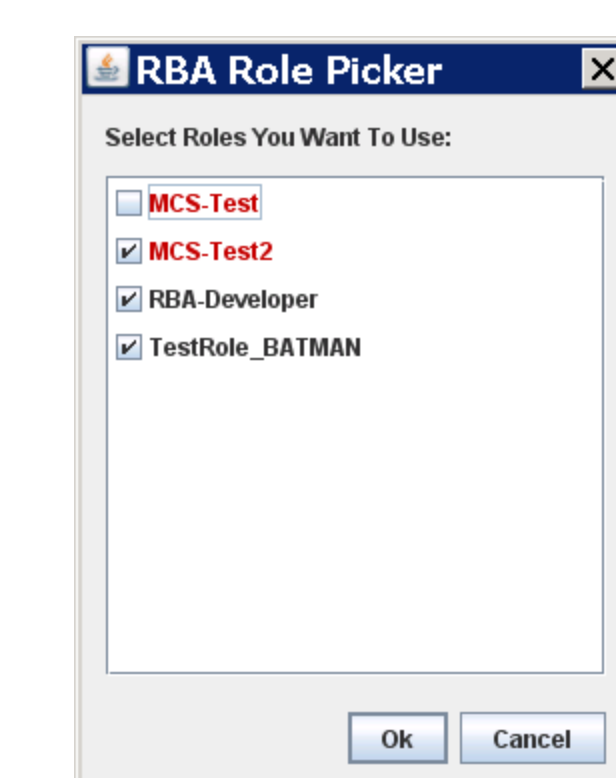 RBA Role Picker
Select Roles You Want To Use:
MCS-Test
MCS-Test2
RBA-Developer
TestRole_BATMAN
Ok Cancel